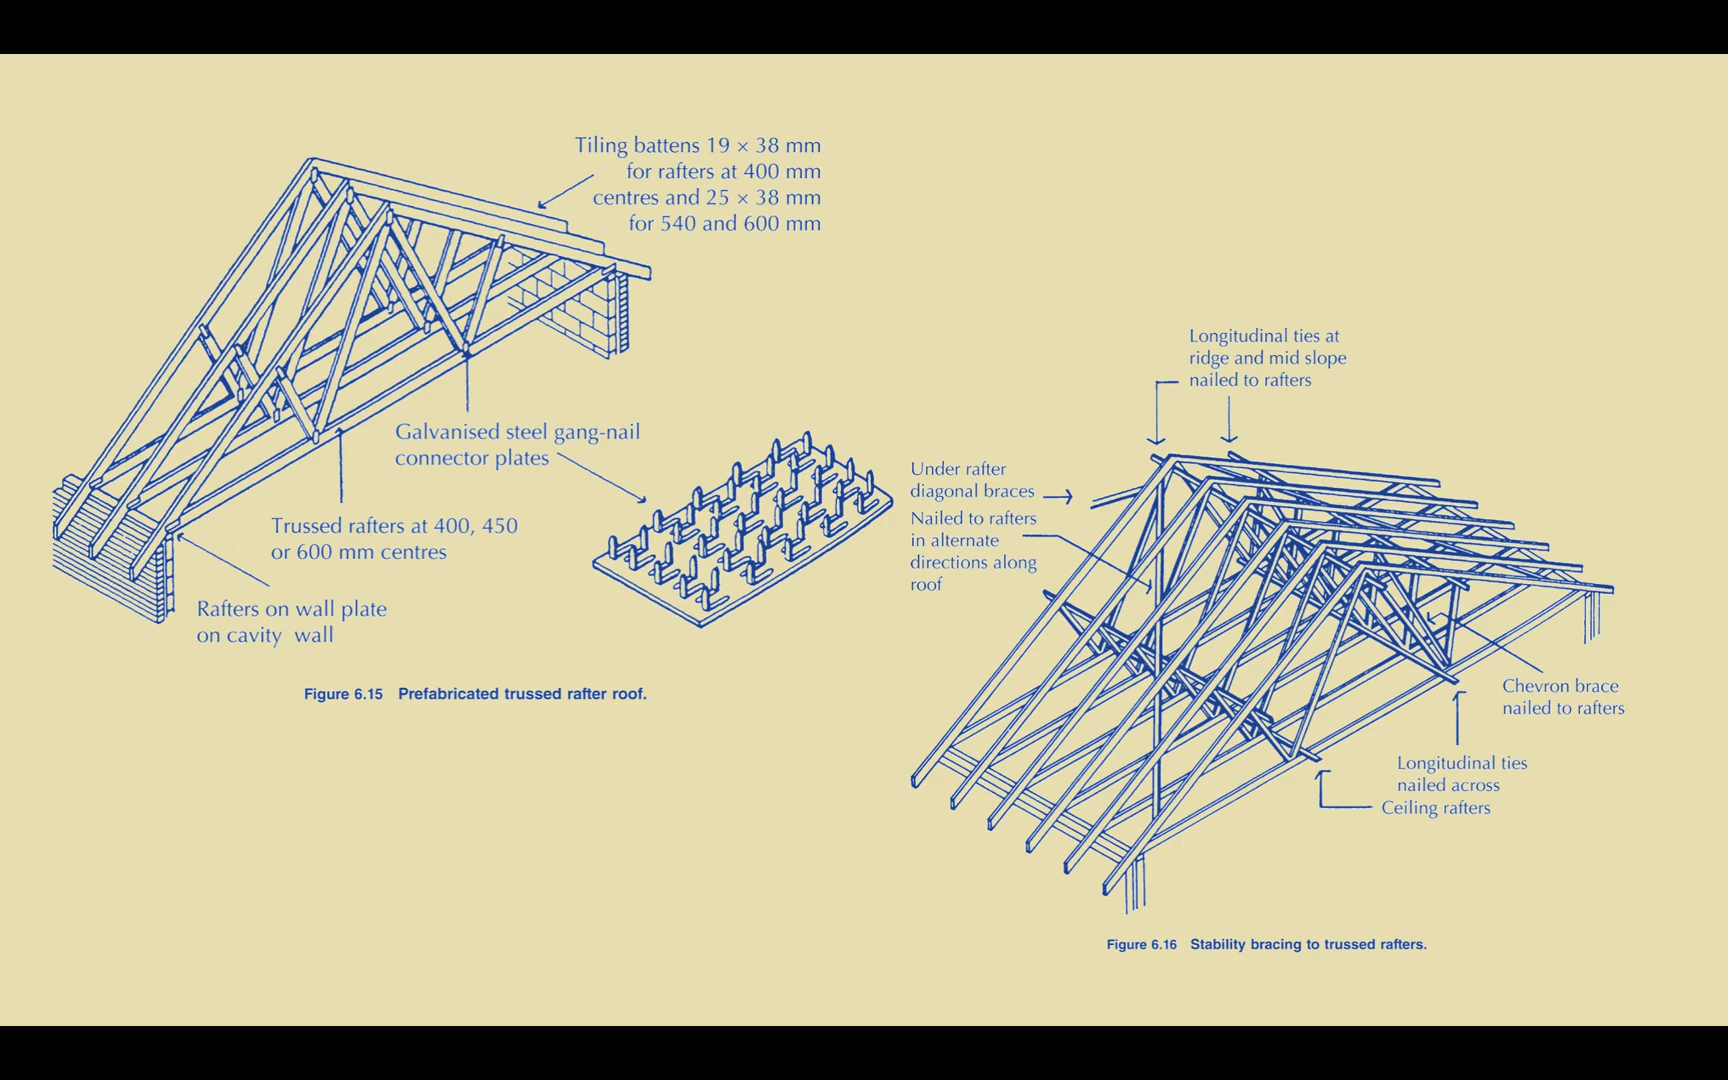 Tiling battens 19 × 38 mm
for rafters at 400 mm
centres and 25 × 38 mm
for 540 and 600 mm
Galvanised steel gang-nail
connector plates
Trussed rafters at 400, 450
or 600 mm centres
Rafters on wall plate
on cavity wall
Figure 6.15 Prefabricated trussed rafter roof.
Longitudinal ties at
ridge and mid slope
nailed to rafters
Under rafter
diagonal braces
Nailed to rafters
in alternate
directions along
roof
Chevron brace
nailed to rafters
Longitudinal ties
nailed across
Ceiling rafters
Figure 6.16 Stability bracing to trussed rafters.